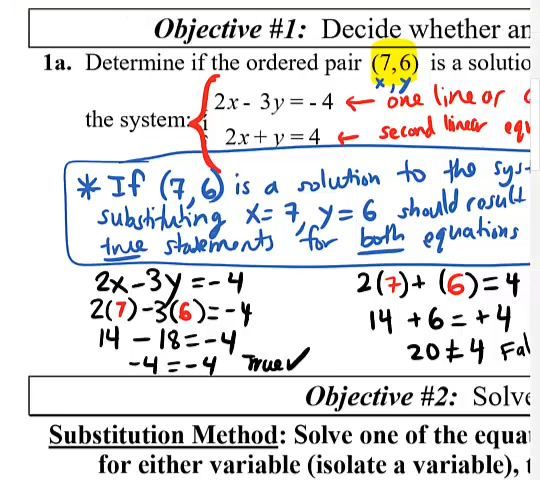 Objective #1: Decide whether an
1a. Determine if the ordered pair (7,6) is a solutio
x, y
2x - 3y = -4 ← one linear
the system:
2x + y = 4 ← second linear equ
* If (7, 6) is a solution to the sys-
substituting x = 7, y = 6 should result
true statements for both equations
2x - 3y = -4
2(7) - 3(6) = -4
14 - 18 = -4
-4 = -4 True ✓
2(7) + (6) = 4
14 + 6 = +4
20 ≠ 4 Fal
Objective #2: Solve
Substitution Method: Solve one of the equa
for either variable (isolate a variable), t